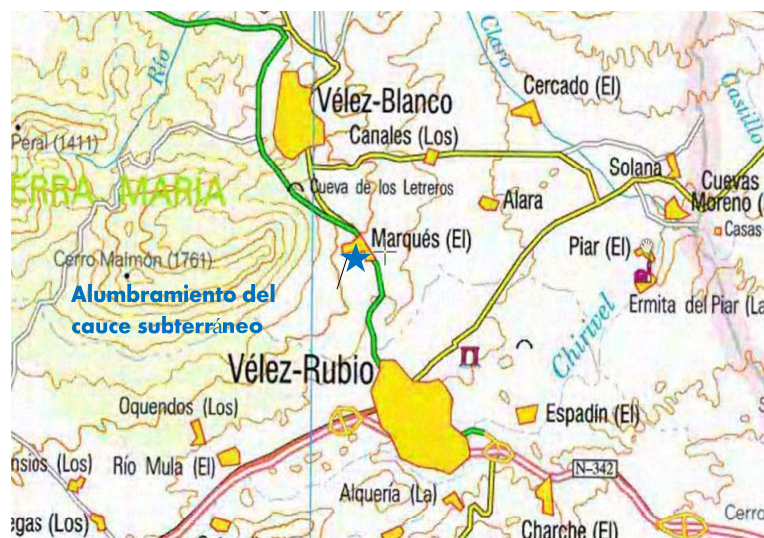 Río
Claro
Castillo
Vélez-Blanco
Cercado (El)
Peral (1411)
Canales (Los)
Solana
Cueva de los Letreros
Cuevas
Moreno (
ERRA MARÍA
Alara
Casas
Marqués (El)
Piar (El)
Cerro Maimón (1761)
Alumbramiento del
cauce subterráneo
Ermita del Piar (La
Chirivel
Vélez-Rubio
Oquendos (Los)
Espadín (El)
nsios (Los)
Río Mula (El)
N-342
Alquería (La)
egas (Los)
Charche (El)
Cerro